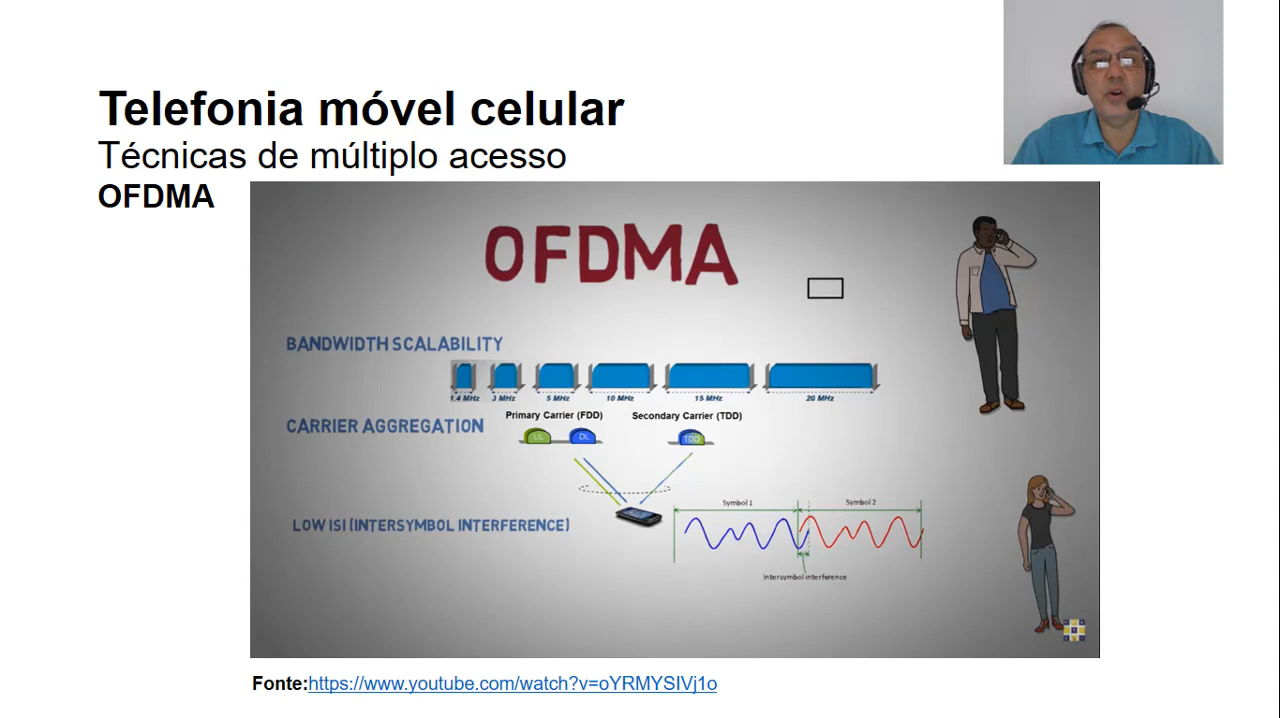 Telefonia móvel celular
Técnicas de múltiplo acesso
OFDMA
OFDMA
BANDWIDTH SCALABILITY
1.4 MHz 3 MHz 5 MHz 10 MHz 15 MHz 20 MHz
Primary Carrier (FDD) Secondary Carrier (TDD)
CARRIER AGGREGATION
UL DL TDD
Symbol 1 Symbol 2
LOW ISI (INTERSYMBOL INTERFERENCE)
Intersymbol interference
Fonte:https://www.youtube.com/watch?v=oYRMYSIVj1o